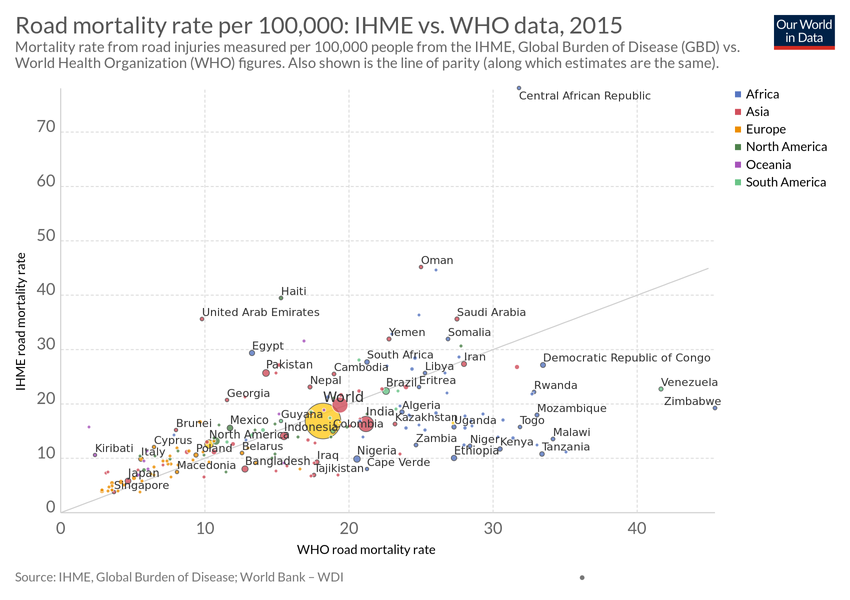 Road mortality rate per 100,000: IHME vs. WHO data, 2015
Our World
in Data
Mortality rate from road injuries measured per 100,000 people from the IHME, Global Burden of Disease (GBD) vs.
World Health Organization (WHO) figures. Also shown is the line of parity (along which estimates are the same).
Central African Republic
Africa
Asia
Europe
North America
Oceania
South America
70
60
50
40
30
20
10
0
IHME road mortality rate
Oman
Haiti
United Arab Emirates
Saudi Arabia
Yemen
Somalia
Egypt
South Africa
Iran
Democratic Republic of Congo
Pakistan
Cambodia
Libya
Nepal
Brazil
Eritrea
Rwanda
Venezuela
Georgia
World
Zimbabwe
Algeria
Mozambique
Brunei
Mexico
Guyana
India
Indonesia
Colombia
Kazakhstan
Uganda
Togo
North America
Kiribati
Cyprus
Italy
Poland
Belarus
Zambia
Niger
Kenya
Malawi
Tanzania
Nigeria
Ethiopia
Macedonia
Bangladesh
Iraq
Tajikistan
Cape Verde
Japan
Singapore
0
10
20
30
40
WHO road mortality rate
Source: IHME, Global Burden of Disease; World Bank – WDI